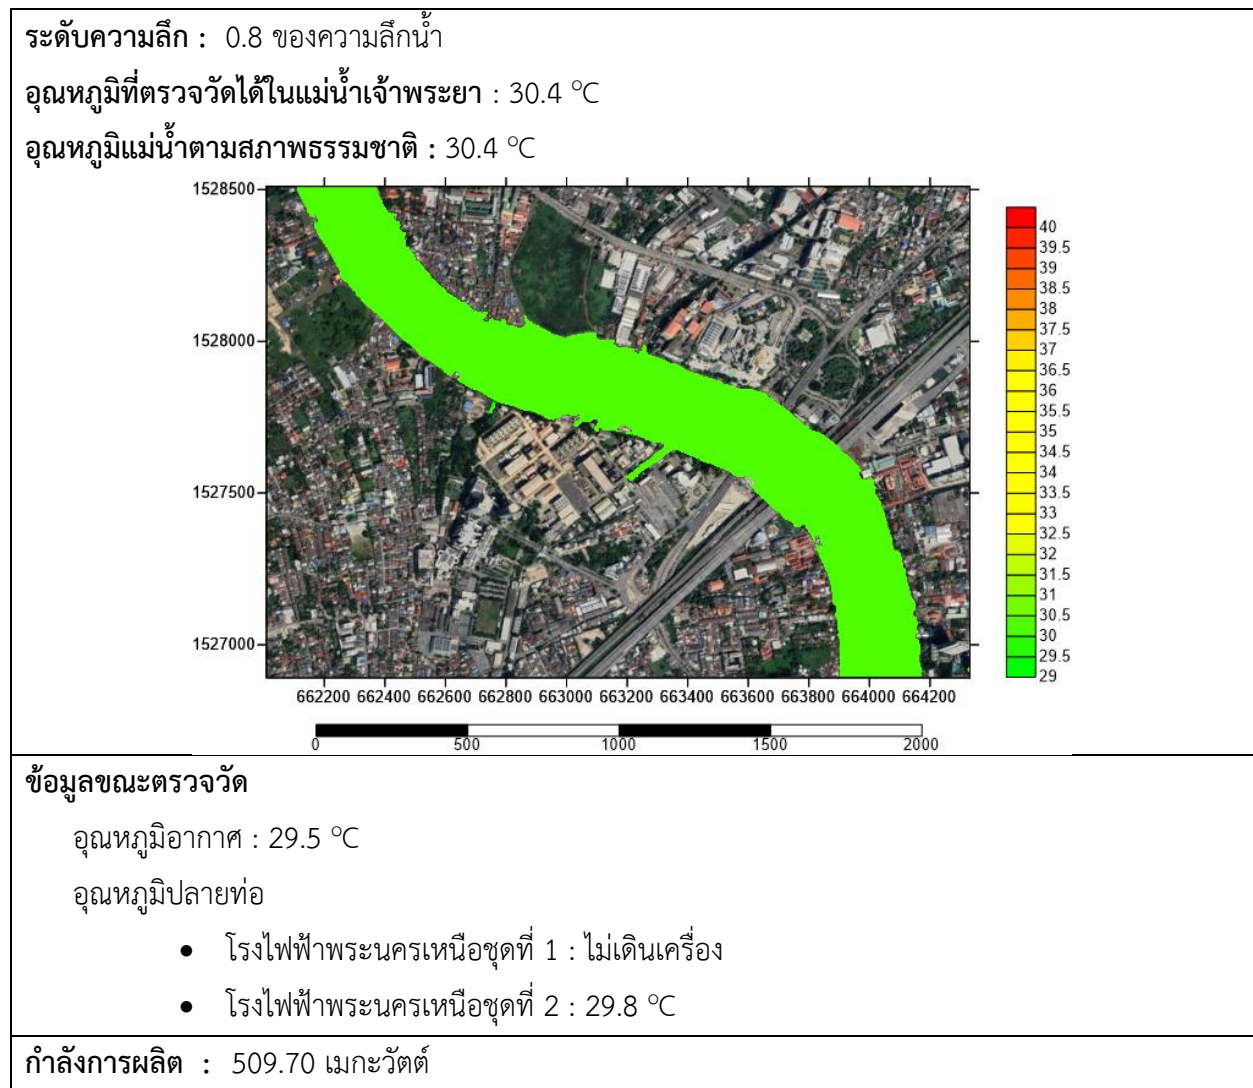 ระดับความลึก : 0.8 ของความลึกน้ำ
อุณหภูมิที่ตรวจวัดได้ในแม่น้ำเจ้าพระยา : 30.4 °C
อุณหภูมิแม่น้ำตามสภาพธรรมชาติ : 30.4 °C
1528500
1528000
1527500
1527000
662200 662400 662600 662800 663000 663200 663400 663600 663800 664000 664200
0 500 1000 1500 2000
40
39.5
39
38.5
38
37.5
37
36.5
36
35.5
35
34.5
34
33.5
33
32.5
32
31.5
31
30.5
30
29.5
29
ข้อมูลขณะตรวจวัด
อุณหภูมิอากาศ : 29.5 °C
อุณหภูมิปลายท่อ
• โรงไฟฟ้าพระนครเหนือชุดที่ 1 : ไม่เดินเครื่อง
• โรงไฟฟ้าพระนครเหนือชุดที่ 2 : 29.8 °C
กำลังการผลิต : 509.70 เมกะวัตต์